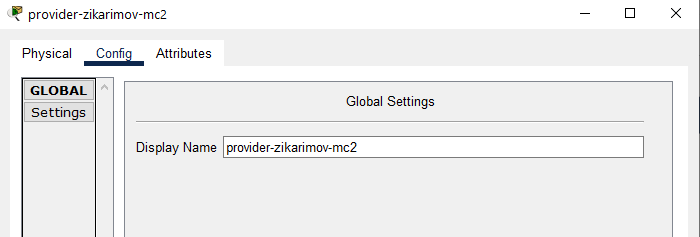 provider-zikarimov-mc2
Physical Config Attributes
GLOBAL
Settings
Global Settings
Display Name provider-zikarimov-mc2